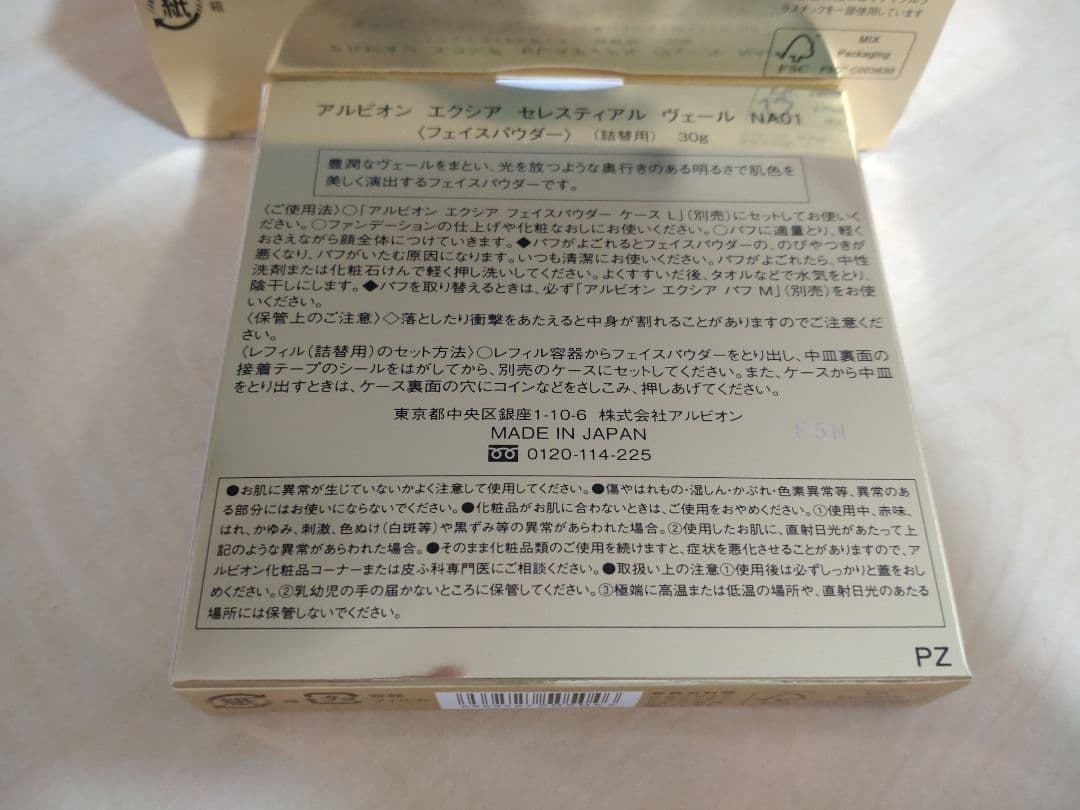 紙
箱
ラスチックを一部使用しています
MIX
Packaging
FSC
FSC® C003630
アルビオン エクシア セレスティアル ヴェール NA01
〈フェイスパウダー〉 (詰替用) 30g
豊潤なヴェールをまとい、光を放つような奥行きのある明るさで肌色を
美しく演出するフェイスパウダーです。
〈ご使用法〉○「アルビオン エクシア フェイスパウダー ケース L」(別売)にセットしてお使いく
ださい。○ファンデーションの仕上げや化粧なおしにお使いください。○パフに適量とり、軽く
おさえながら顔全体につけていきます。◆パフがよごれるとフェイスパウダーの、のびやつきが
悪くなり、パフがいたむ原因になります。いつも清潔にお使いください。パフがよごれたら、中性
洗剤または化粧石けんで軽く押し洗いしてください。よくすすいだ後、タオルなどで水気をとり、
陰干しにします。◆パフを取り替えるときは、必ず「アルビオン エクシア パフ M」(別売)をお使
いください。
〈保管上のご注意〉◇落としたり衝撃をあたえると中身が割れることがありますのでご注意くだ
さい。
〈レフィル(詰替用)のセット方法〉○レフィル容器からフェイスパウダーをとり出し、中皿裏面の
接着テープのシールをはがしてから、別売のケースにセットしてください。また、ケースから中皿
をとり出すときは、ケース裏面の穴にコインなどをさしこみ、押しあげてください。
東京都中央区銀座1-10-6 株式会社アルビオン
MADE IN JAPAN
0120-114-225
●お肌に異常が生じていないかよく注意して使用してください。●傷やはれもの・湿しん・かぶれ・色素異常等、異常のあ
る部分にはお使いにならないでください。●化粧品がお肌に合わないときは、ご使用をおやめください。①使用中、赤味、
はれ、かゆみ、刺激、色ぬけ(白斑等)や黒ずみ等の異常があらわれた場合。②使用したお肌に、直射日光があたって上
記のような異常があらわれた場合。●そのまま化粧品類のご使用を続けますと、症状を悪化させることがありますので、ア
ルビオン化粧品コーナーまたは皮ふ科専門医にご相談ください。●取扱い上の注意①使用後は必ずしっかりと蓋をおし
めください。②乳幼児の手の届かないところに保管してください。③極端に高温または低温の場所や、直射日光のあたる
場所には保管しないでください。
PZ
紙